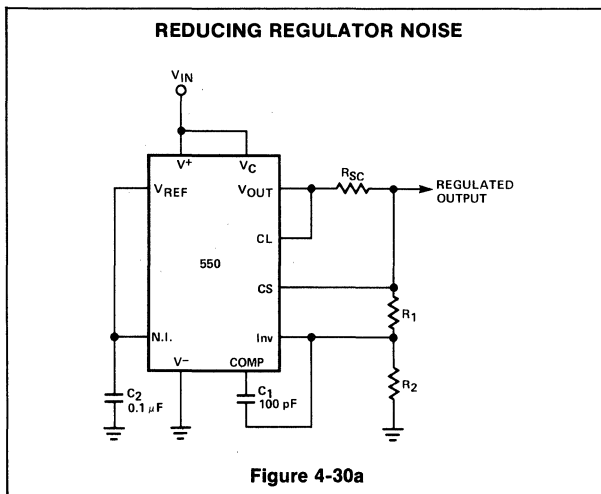 REDUCING REGULATOR NOISE
VIN
V+
VC
VREF
VOUT
RSC
REGULATED
OUTPUT
CL
550
CS
R1
N.I.
Inv
V−
COMP
C2
0.1 μF
C1
100 pF
R2
Figure 4-30a